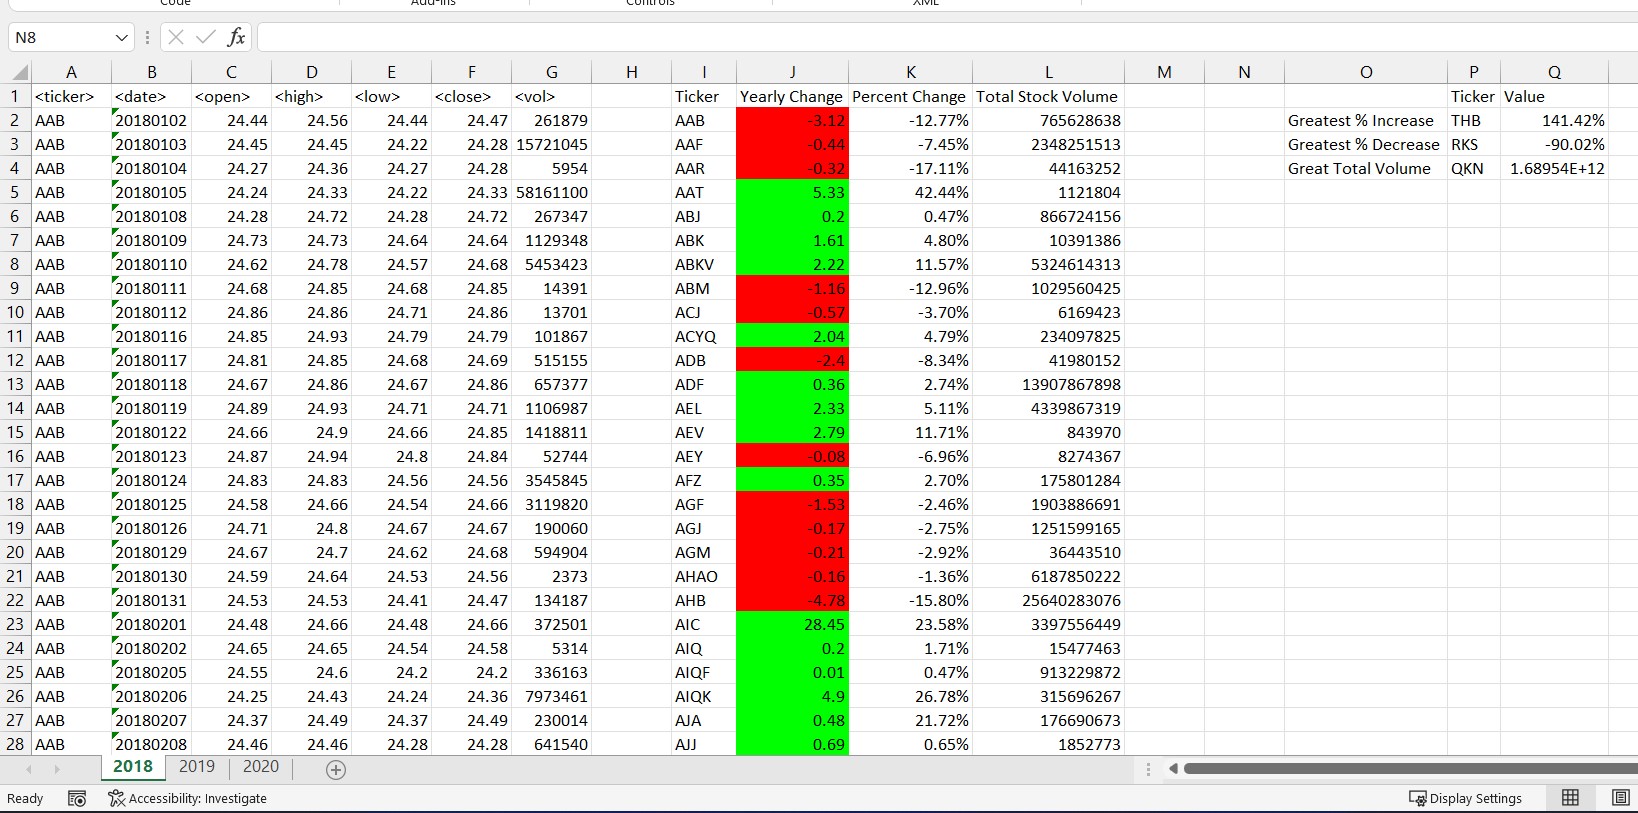 Code Add-ins Controls XML
N8 fx
A B C D E F G H I J K L M N O P Q
1 <ticker> <date> <open> <high> <low> <close> <vol> Ticker Yearly Change Percent Change Total Stock Volume Ticker Value
2 AAB 20180102 24.44 24.56 24.44 24.47 261879 AAB -3.12 -12.77% 765628638 Greatest % Increase THB 141.42%
3 AAB 20180103 24.45 24.45 24.22 24.28 15721045 AAF -0.44 -7.45% 2348251513 Greatest % Decrease RKS -90.02%
4 AAB 20180104 24.27 24.36 24.27 24.28 5954 AAR -0.32 -17.11% 44163252 Great Total Volume QKN 1.68954E+12
5 AAB 20180105 24.24 24.33 24.22 24.33 58161100 AAT 5.33 42.44% 1121804
6 AAB 20180108 24.28 24.72 24.28 24.72 267347 ABJ 0.2 0.47% 866724156
7 AAB 20180109 24.73 24.73 24.64 24.64 1129348 ABK 1.61 4.80% 10391386
8 AAB 20180110 24.62 24.78 24.57 24.68 5453423 ABKV 2.22 11.57% 5324614313
9 AAB 20180111 24.68 24.85 24.68 24.85 14391 ABM -1.16 -12.96% 1029560425
10 AAB 20180112 24.86 24.86 24.71 24.86 13701 ACJ -0.57 -3.70% 6169423
11 AAB 20180116 24.85 24.93 24.79 24.79 101867 ACYQ 2.04 4.79% 234097825
12 AAB 20180117 24.81 24.85 24.68 24.69 515155 ADB -2.4 -8.34% 41980152
13 AAB 20180118 24.67 24.86 24.67 24.86 657377 ADF 0.36 2.74% 13907867898
14 AAB 20180119 24.89 24.93 24.71 24.71 1106987 AEL 2.33 5.11% 4339867319
15 AAB 20180122 24.66 24.9 24.66 24.85 1418811 AEV 2.79 11.71% 843970
16 AAB 20180123 24.87 24.94 24.8 24.84 52744 AEY -0.08 -6.96% 8274367
17 AAB 20180124 24.83 24.83 24.56 24.56 3545845 AFZ 0.35 2.70% 175801284
18 AAB 20180125 24.58 24.66 24.54 24.66 3119820 AGF -1.53 -2.46% 1903886691
19 AAB 20180126 24.71 24.8 24.67 24.67 190060 AGJ -0.17 -2.75% 1251599165
20 AAB 20180129 24.67 24.7 24.62 24.68 594904 AGM -0.21 -2.92% 36443510
21 AAB 20180130 24.59 24.64 24.53 24.56 2373 AHAO -0.16 -1.36% 6187850222
22 AAB 20180131 24.53 24.53 24.41 24.47 134187 AHB -4.78 -15.80% 25640283076
23 AAB 20180201 24.48 24.66 24.48 24.66 372501 AIC 28.45 23.58% 3397556449
24 AAB 20180202 24.65 24.65 24.54 24.58 5314 AIQ 0.2 1.71% 15477463
25 AAB 20180205 24.55 24.6 24.2 24.2 336163 AIQF 0.01 0.47% 913229872
26 AAB 20180206 24.25 24.43 24.24 24.36 7973461 AIQK 4.9 26.78% 315696267
27 AAB 20180207 24.37 24.49 24.37 24.49 230014 AJA 0.48 21.72% 176690673
28 AAB 20180208 24.46 24.46 24.28 24.28 641540 AJJ 0.69 0.65% 1852773
2018 2019 2020
Ready Accessibility: Investigate Display Settings